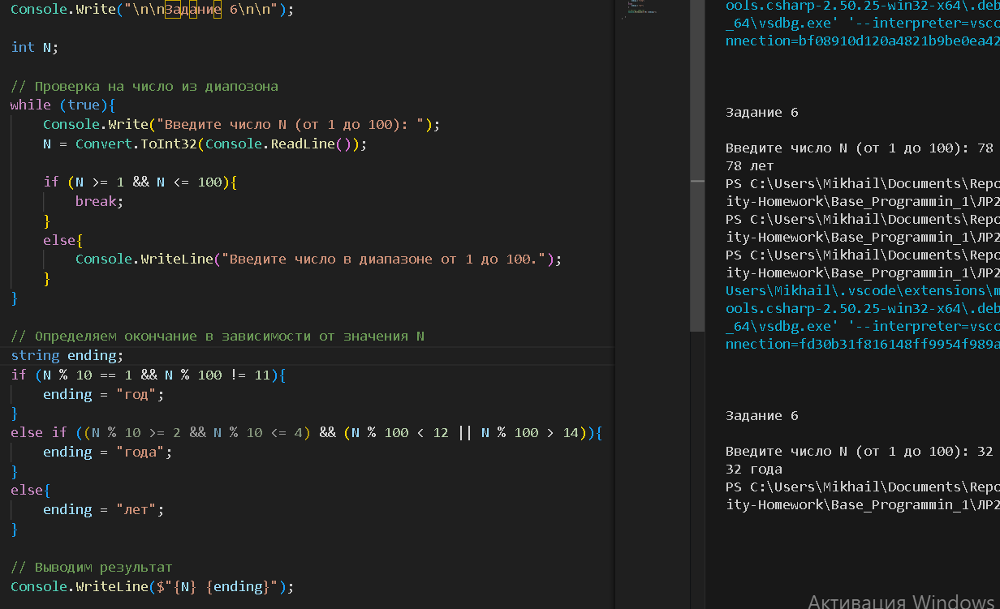 Console.Write("\n\nЗадание 6\n\n");
int N;
// Проверка на число из диапозона
while (true){
Console.Write("Введите число N (от 1 до 100): ");
N = Convert.ToInt32(Console.ReadLine());
if (N >= 1 && N <= 100){
break;
}
else{
Console.WriteLine("Введите число в диапазоне от 1 до 100.");
}
}
// Определяем окончание в зависимости от значения N
string ending;
if (N % 10 == 1 && N % 100 != 11){
ending = "год";
}
else if ((N % 10 >= 2 && N % 10 <= 4) && (N % 100 < 12 || N % 100 > 14)){
ending = "года";
}
else{
ending = "лет";
}
// Выводим результат
Console.WriteLine($"{N} {ending}");
ools.csharp-2.50.25-win32-x64\.deb
_64\vsdbg.exe' '--interpreter=vsco
nnection=bf08910d120a4821b9be0ea42
Задание 6
Введите число N (от 1 до 100): 78
78 лет
PS C:\Users\Mikhail\Documents\Repo
ity-Homework\Base_Programmin_1\ЛР2
PS C:\Users\Mikhail\Documents\Repo
ity-Homework\Base_Programmin_1\ЛР2
PS C:\Users\Mikhail\Documents\Repo
ity-Homework\Base_Programmin_1\ЛР2
Users\Mikhail\.vscode\extensions\m
ools.csharp-2.50.25-win32-x64\.deb
_64\vsdbg.exe' '--interpreter=vsco
nnection=fd30b31f816148ff9954f989a
Задание 6
Введите число N (от 1 до 100): 32
32 года
PS C:\Users\Mikhail\Documents\Repo
ity-Homework\Base_Programmin_1\ЛР2
Активация Windows